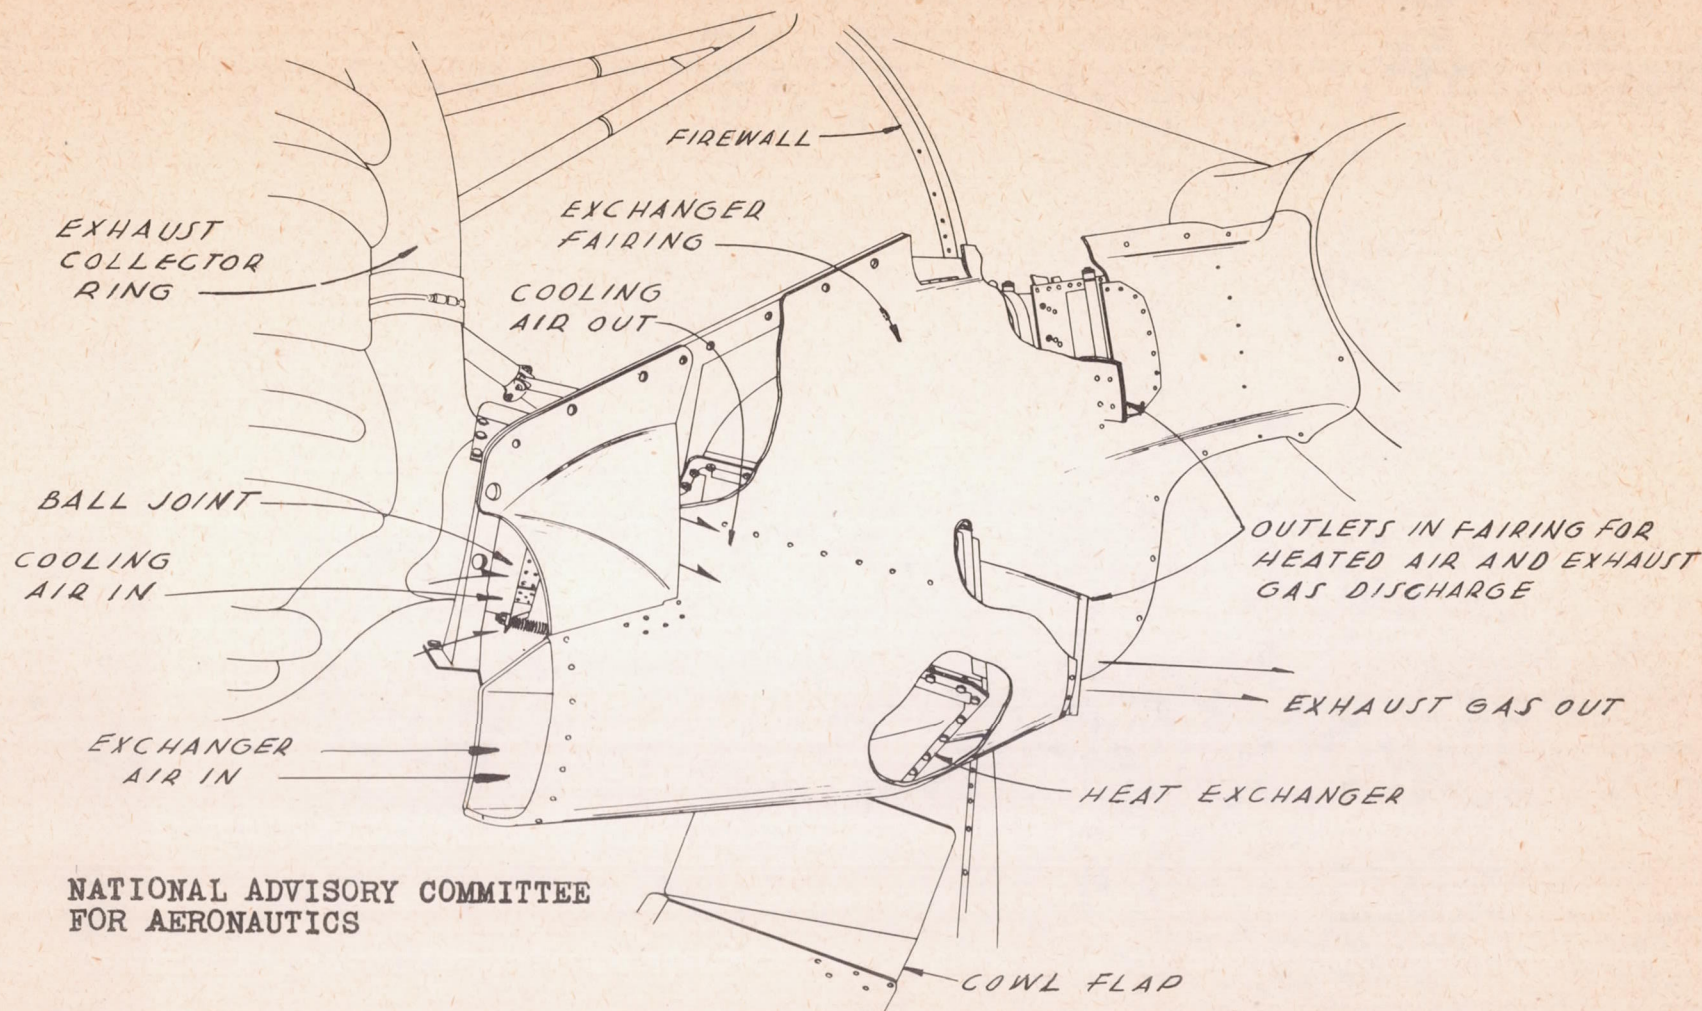 FIREWALL
EXCHANGER
FAIRING
EXHAUST
COLLECTOR
RING
COOLING
AIR OUT
BALL JOINT
COOLING
AIR IN
OUTLETS IN FAIRING FOR
HEATED AIR AND EXHAUST
GAS DISCHARGE
EXHAUST GAS OUT
EXCHANGER
AIR IN
HEAT EXCHANGER
NATIONAL ADVISORY COMMITTEE
FOR AERONAUTICS
COWL FLAP